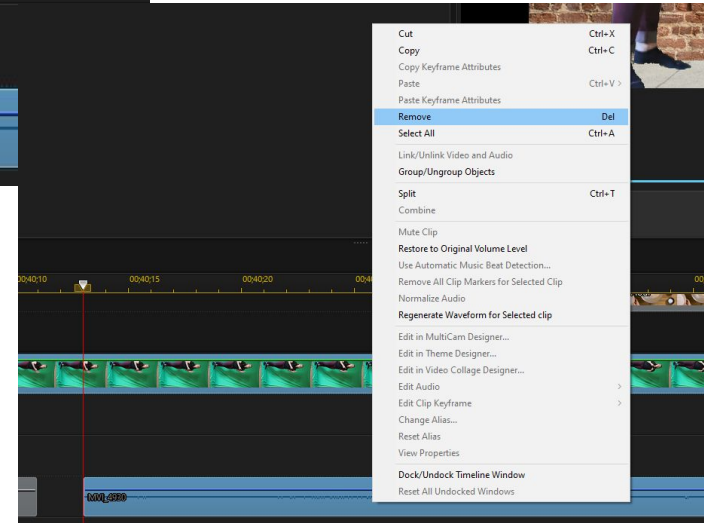 Cut Ctrl+X
Copy Ctrl+C
Copy Keyframe Attributes
Paste Ctrl+V >
Paste Keyframe Attributes
Remove Del
Select All Ctrl+A
Link/Unlink Video and Audio
Group/Ungroup Objects
Split Ctrl+T
Combine
Mute Clip
Restore to Original Volume Level
Use Automatic Music Beat Detection...
Remove All Clip Markers for Selected Clip
Normalize Audio
Regenerate Waveform for Selected clip
Edit in MultiCam Designer...
Edit in Theme Designer...
Edit in Video Collage Designer...
Edit Audio >
Edit Clip Keyframe >
Change Alias...
Reset Alias
View Properties
Dock/Undock Timeline Window
Reset All Undocked Windows
00;40;15 00;40;20
MVI_4930